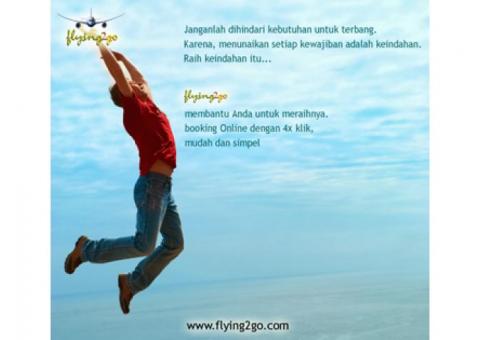 flying2go
Janganlah dihindari kebutuhan untuk terbang.
Karena, menunaikan setiap kewajiban adalah keindahan.
Raih keindahan itu...
flying2go
membantu Anda untuk meraihnya.
booking Online dengan 4x klik,
mudah dan simpel
www.flying2go.com